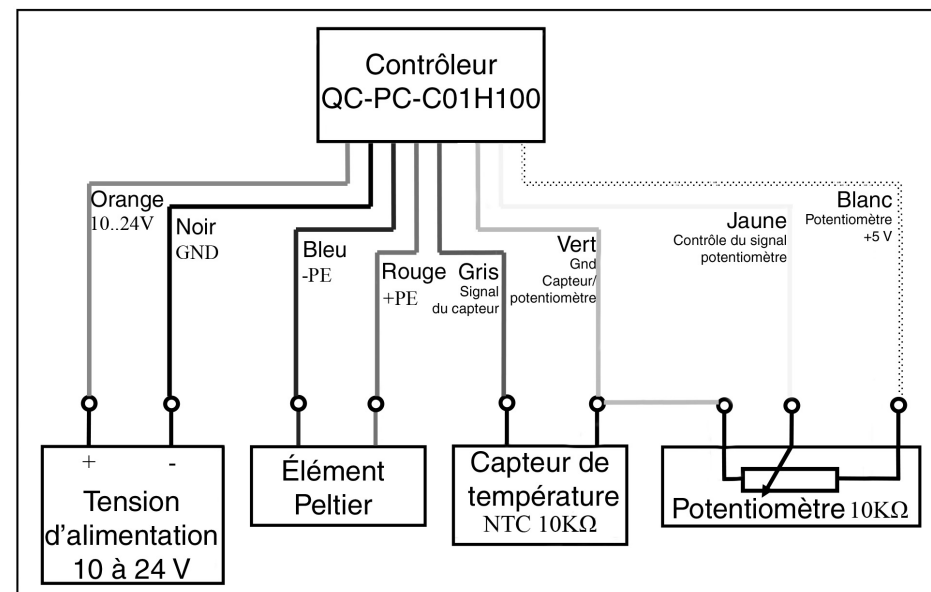 Contrôleur
QC-PC-C01H100
Orange
10..24V
Noir
GND
Bleu
-PE
Rouge
+PE
Gris
Signal
du capteur
Vert
Gnd
Capteur/
potentiomètre
Jaune
Contrôle du signal
potentiomètre
Blanc
Potentiomètre
+5 V
+ -
Tension
d’alimentation
10 à 24 V
Élément
Peltier
Capteur de
température
NTC 10KΩ
Potentiomètre 10KΩ